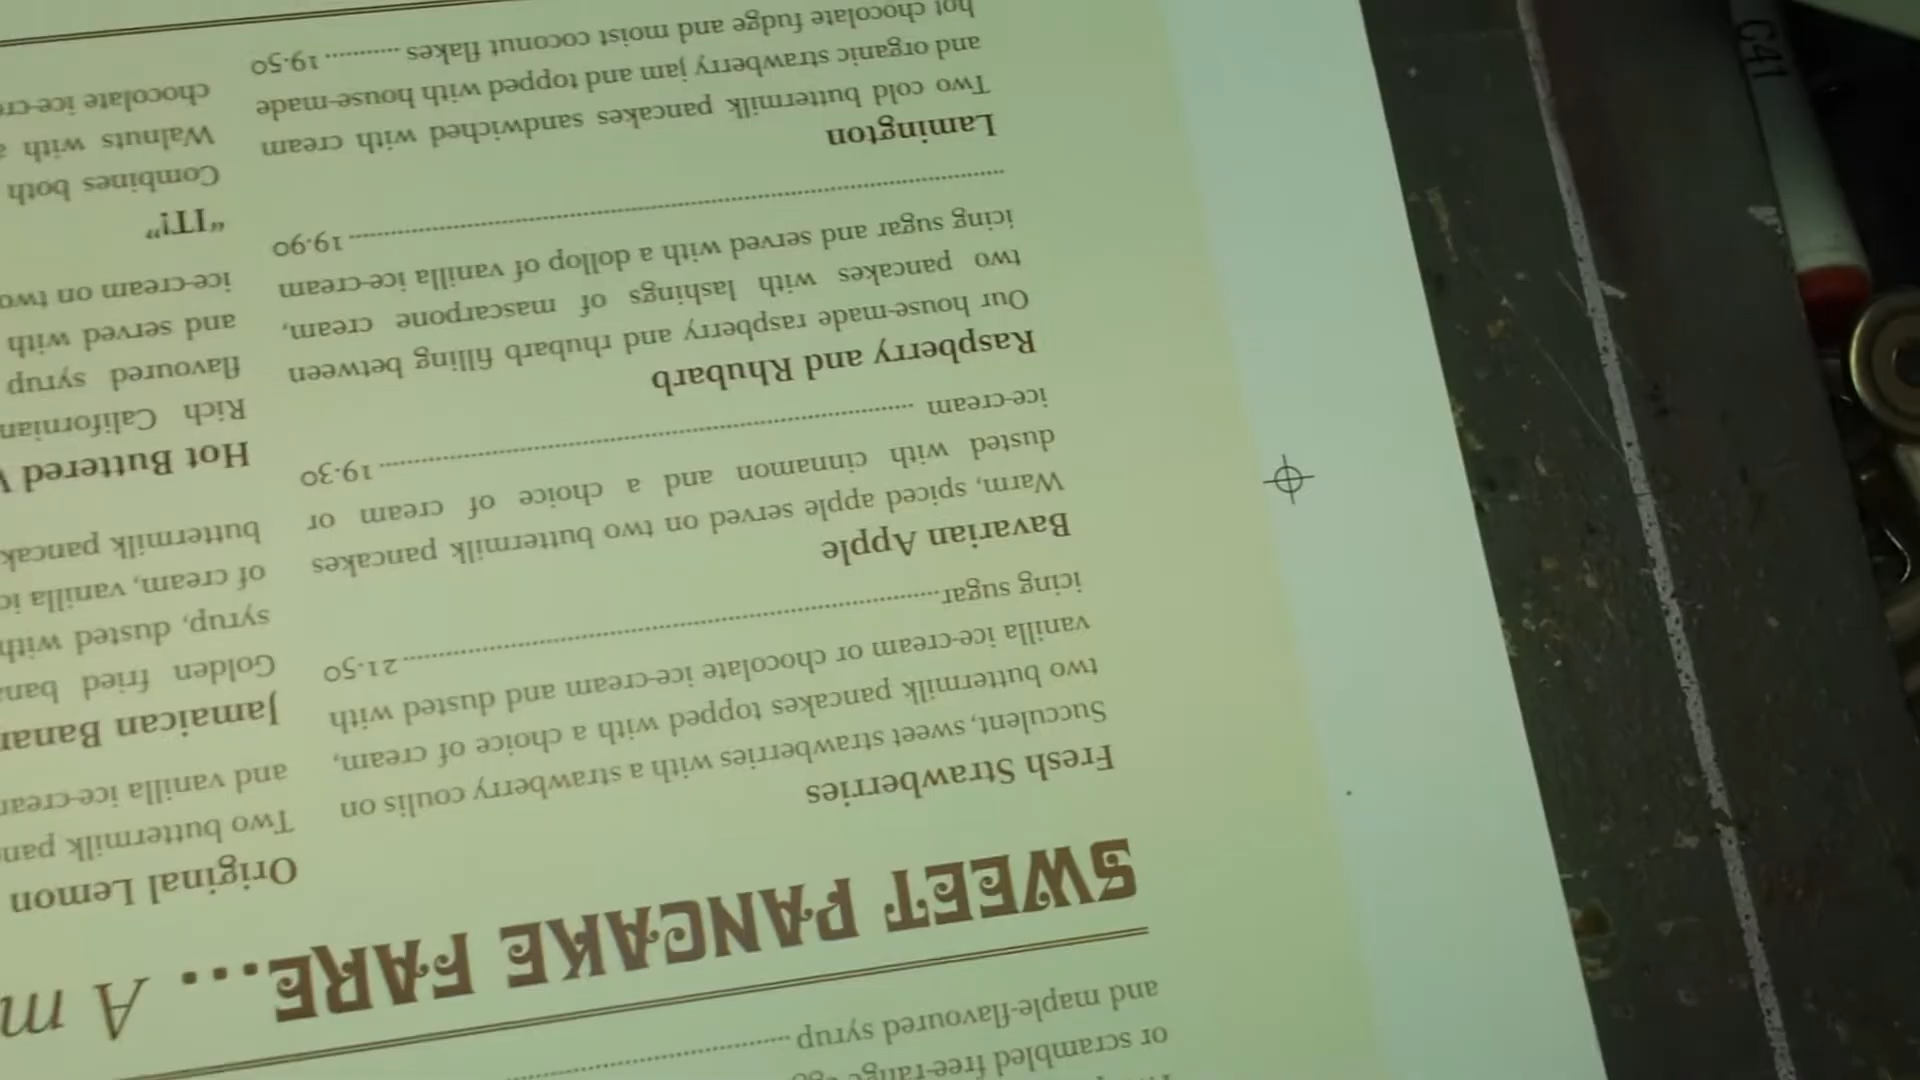 or scrambled free-range
and maple-flavoured syrup
SWEET PANCAKE FARE... A m
Fresh Strawberries
Succulent, sweet strawberries with a strawberry coulis on
two buttermilk pancakes topped with a choice of cream,
vanilla ice-cream or chocolate ice-cream and dusted with
icing sugar........21.50
Bavarian Apple
Warm, spiced apple served on two buttermilk pancakes
dusted with cinnamon and a choice of cream or
ice-cream ........19.30
Raspberry and Rhubarb
Our house-made raspberry and rhubarb filling between
two pancakes with lashings of mascarpone cream,
icing sugar and served with a dollop of vanilla ice-cream
........19.90
Lamington
Two cold buttermilk pancakes sandwiched with cream
and organic strawberry jam and topped with house-made
hot chocolate fudge and moist coconut flakes ........19.50
Original Lemon
Two buttermilk
and vanilla ice-cream
Jamaican
Golden fried
syrup, dusted with
of cream, vanilla
buttermilk
Hot Buttered
Rich Californian
flavoured syrup
and served with
ice-cream on two
"IT!"
Combines both
Walnuts with
chocolate
C41